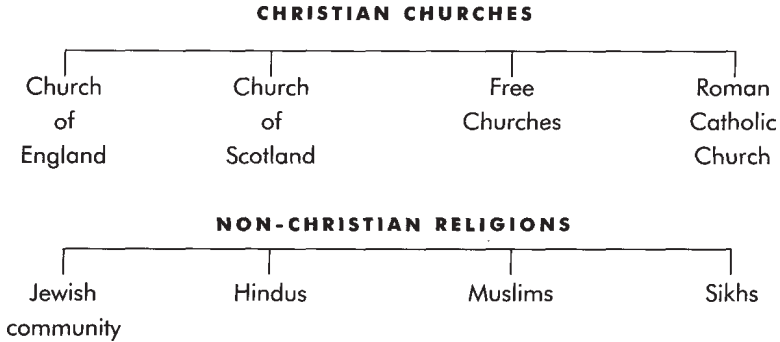 CHRISTIAN CHURCHES
Church of England
Church of Scotland
Free Churches
Roman Catholic Church
NON-CHRISTIAN RELIGIONS
Jewish community
Hindus
Muslims
Sikhs